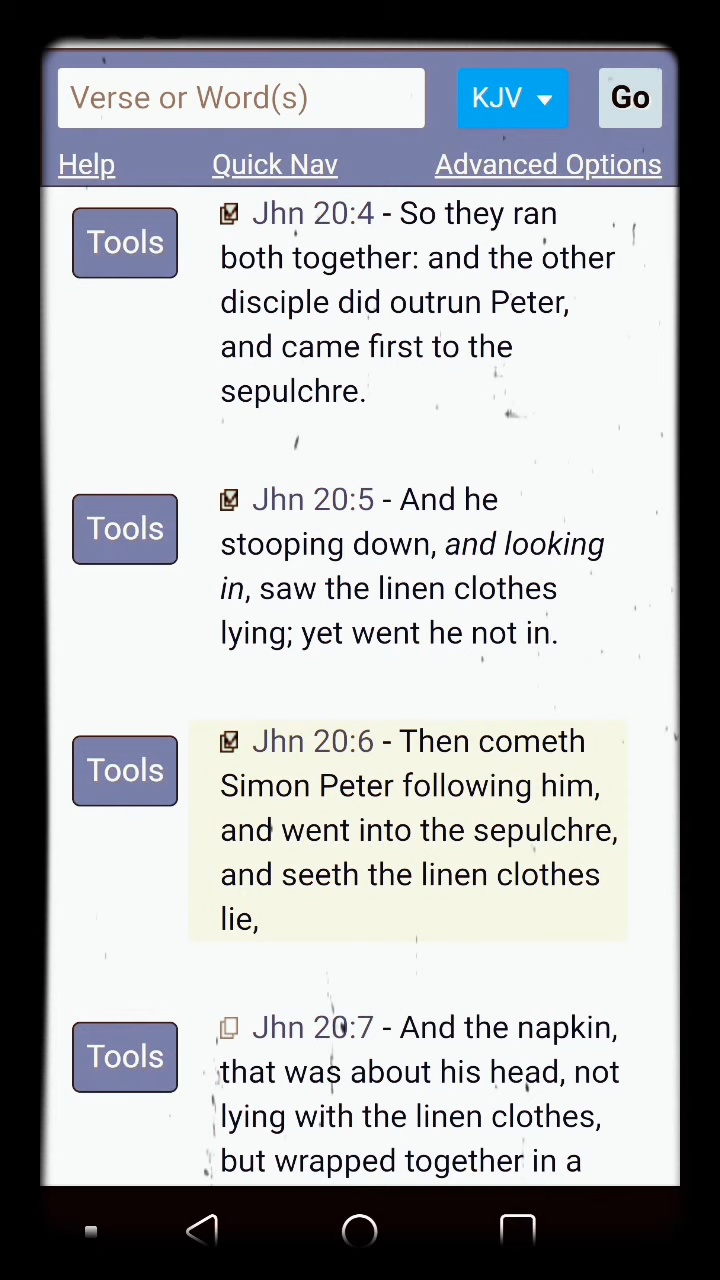 Verse or Word(s)
KJV
Go
Help
Quick Nav
Advanced Options
Tools
Jhn 20:4 - So they ran
both together: and the other
disciple did outrun Peter,
and came first to the
sepulchre.
Tools
Jhn 20:5 - And he
stooping down, and looking
in, saw the linen clothes
lying; yet went he not in.
Tools
Jhn 20:6 - Then cometh
Simon Peter following him,
and went into the sepulchre,
and seeth the linen clothes
lie,
Tools
Jhn 20:7 - And the napkin,
that was about his head, not
lying with the linen clothes,
but wrapped together in a